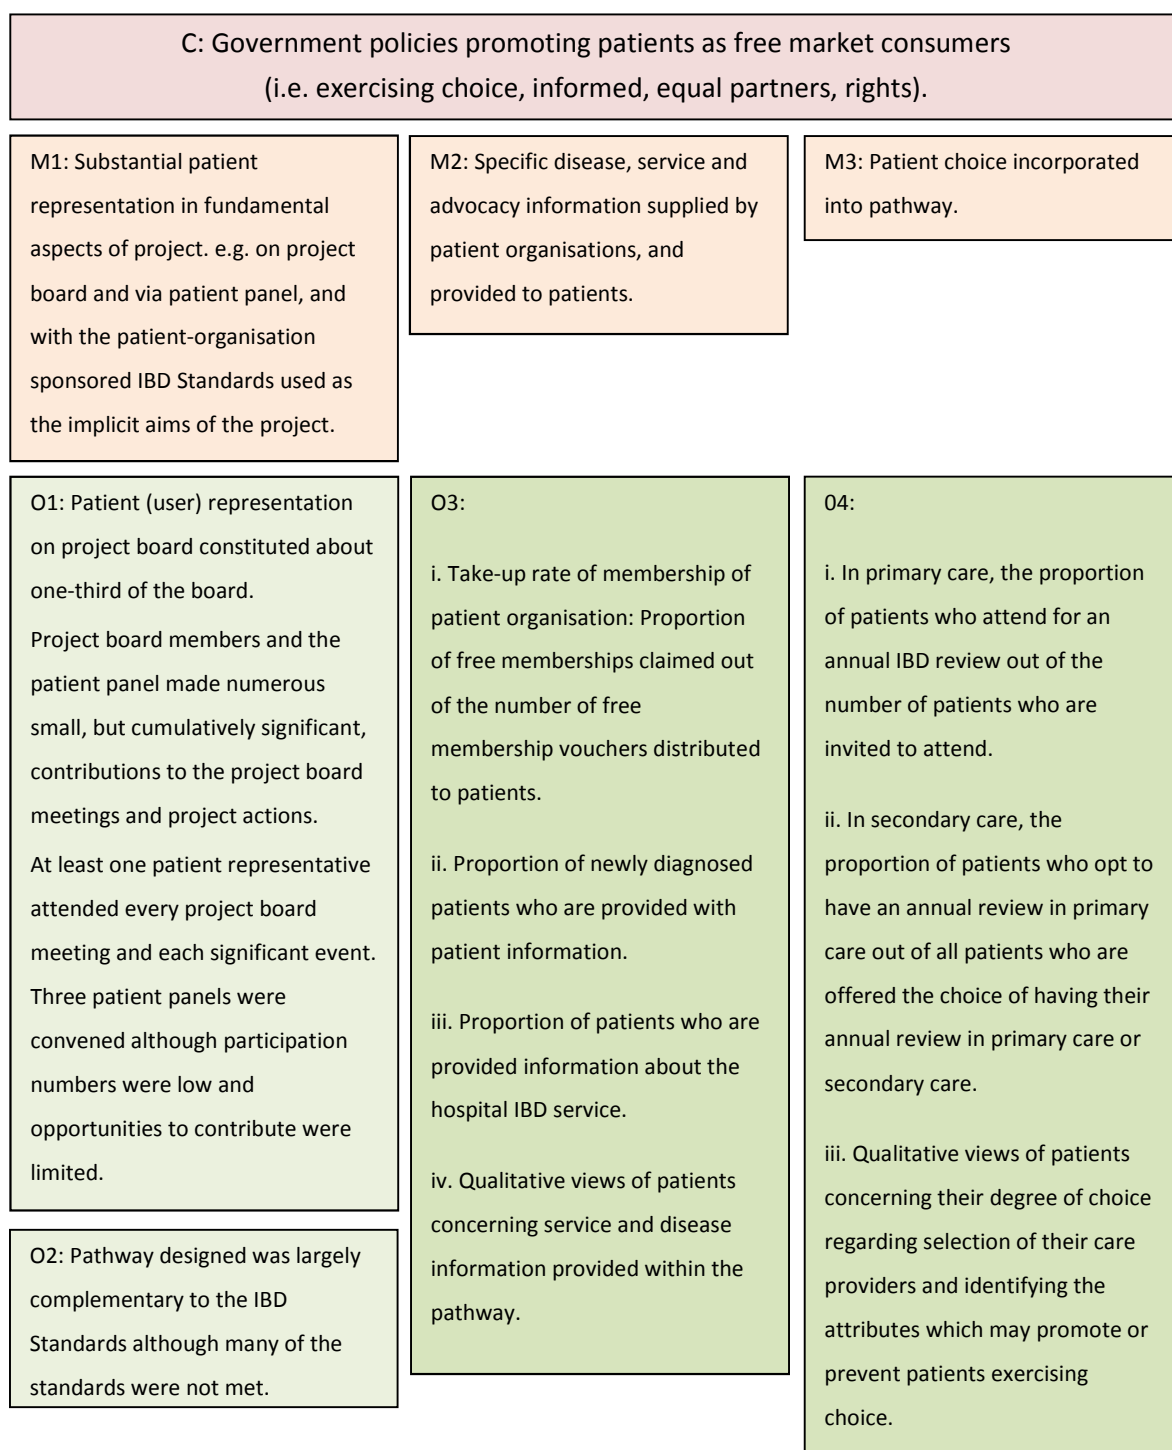 C: Government policies promoting patients as free market consumers
(i.e. exercising choice, informed, equal partners, rights).
M1: Substantial patient
representation in fundamental
aspects of project. e.g. on project
board and via patient panel, and
with the patient-organisation
sponsored IBD Standards used as
the implicit aims of the project.
M2: Specific disease, service and
advocacy information supplied by
patient organisations, and
provided to patients.
M3: Patient choice incorporated
into pathway.
O1: Patient (user) representation
on project board constituted about
one-third of the board.
Project board members and the
patient panel made numerous
small, but cumulatively significant,
contributions to the project board
meetings and project actions.
At least one patient representative
attended every project board
meeting and each significant event.
Three patient panels were
convened although participation
numbers were low and
opportunities to contribute were
limited.
O2: Pathway designed was largely
complementary to the IBD
Standards although many of the
standards were not met.
O3:
i. Take-up rate of membership of
patient organisation: Proportion
of free memberships claimed out
of the number of free
membership vouchers distributed
to patients.
ii. Proportion of newly diagnosed
patients who are provided with
patient information.
iii. Proportion of patients who are
provided information about the
hospital IBD service.
iv. Qualitative views of patients
concerning service and disease
information provided within the
pathway.
04:
i. In primary care, the proportion
of patients who attend for an
annual IBD review out of the
number of patients who are
invited to attend.
ii. In secondary care, the
proportion of patients who opt to
have an annual review in primary
care out of all patients who are
offered the choice of having their
annual review in primary care or
secondary care.
iii. Qualitative views of patients
concerning their degree of choice
regarding selection of their care
providers and identifying the
attributes which may promote or
prevent patients exercising
choice.